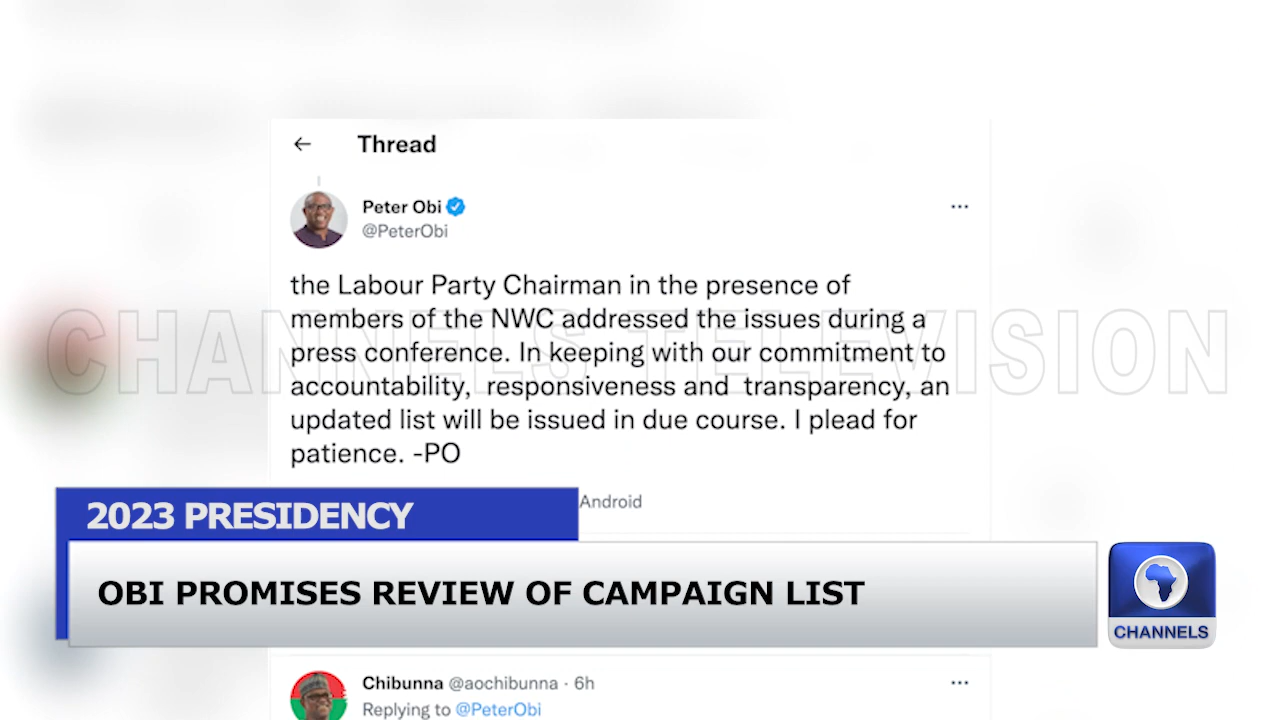 Thread
Peter Obi
@PeterObi
the Labour Party Chairman in the presence of
members of the NWC addressed the issues during a
press conference. In keeping with our commitment to
accountability,  responsiveness and  transparency, an
updated list will be issued in due course. I plead for
patience. -PO
CHANNELS TELEVISION
Android
2023 PRESIDENCY
OBI PROMISES REVIEW OF CAMPAIGN LIST
CHANNELS
Chibunna @aochibunna · 6h
Replying to @PeterObi